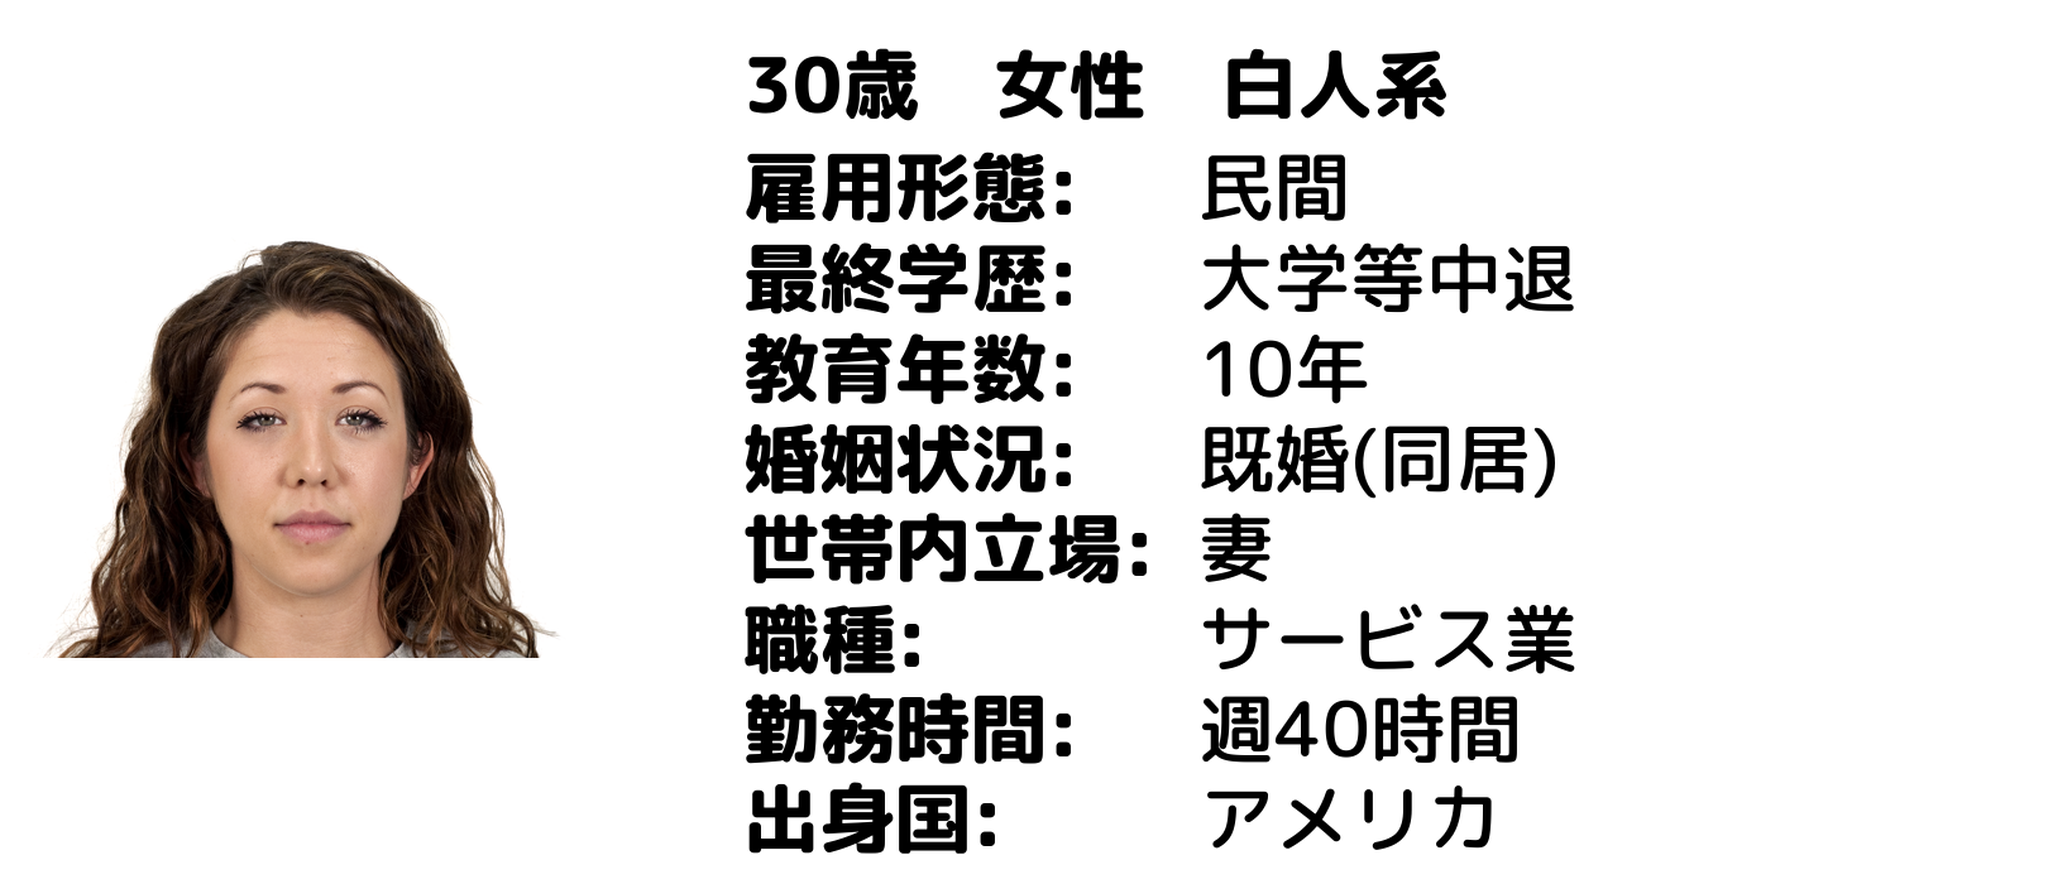 30歳　女性　白人系
雇用形態:　民間
最終学歴:　大学等中退
教育年数:　10年
婚姻状況:　既婚(同居)
世帯内立場:　妻
職種:　サービス業
勤務時間:　週40時間
出身国:　アメリカ